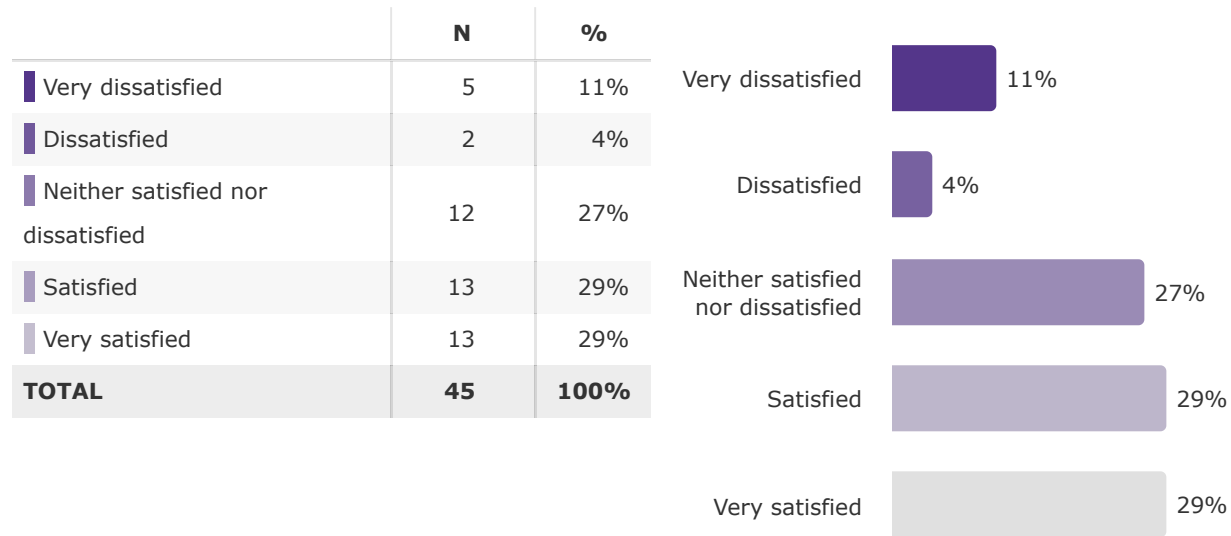 N %
Very dissatisfied 5 11%
Dissatisfied 2 4%
Neither satisfied nor
dissatisfied 12 27%
Satisfied 13 29%
Very satisfied 13 29%
TOTAL 45 100%
Very dissatisfied 11%
Dissatisfied 4%
Neither satisfied
nor dissatisfied 27%
Satisfied 29%
Very satisfied 29%